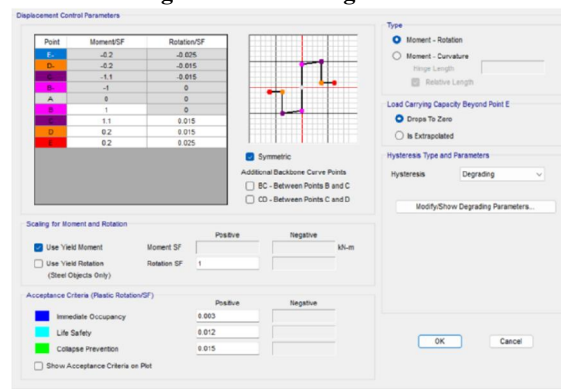 Displacement Control Parameters
Point Moment/SF Rotation/SF
E- -0.2 -0.025
D- -0.2 -0.015
-1.1 -0.015
B- -1 0
A 0 0
B 1 0
1.1 0.015
D 0.2 0.015
0.2 0.025
Symmetric
Additional Backbone Curve Points
BC - Between Points B and C
CD - Between Points C and D
Scaling for Moment and Rotation
Positive Negative
Use Yield Moment Moment SF kN-m
Use Yield Rotation Rotation SF 1
(Steel Objects Only)
Acceptance Criteria (Plastic Rotation/SF)
Positive Negative
Immediate Occupancy 0.003
Life Safety 0.012
Collapse Prevention 0.015
Show Acceptance Criteria on Plot
Type
Moment - Rotation
Moment - Curvature
Hinge Length
Relative Length
Load Carrying Capacity Beyond Point E
Drops To Zero
Is Extrapolated
Hysteresis Type and Parameters
Hysteresis Degrading
Modify/Show Degrading Parameters...
OK Cancel